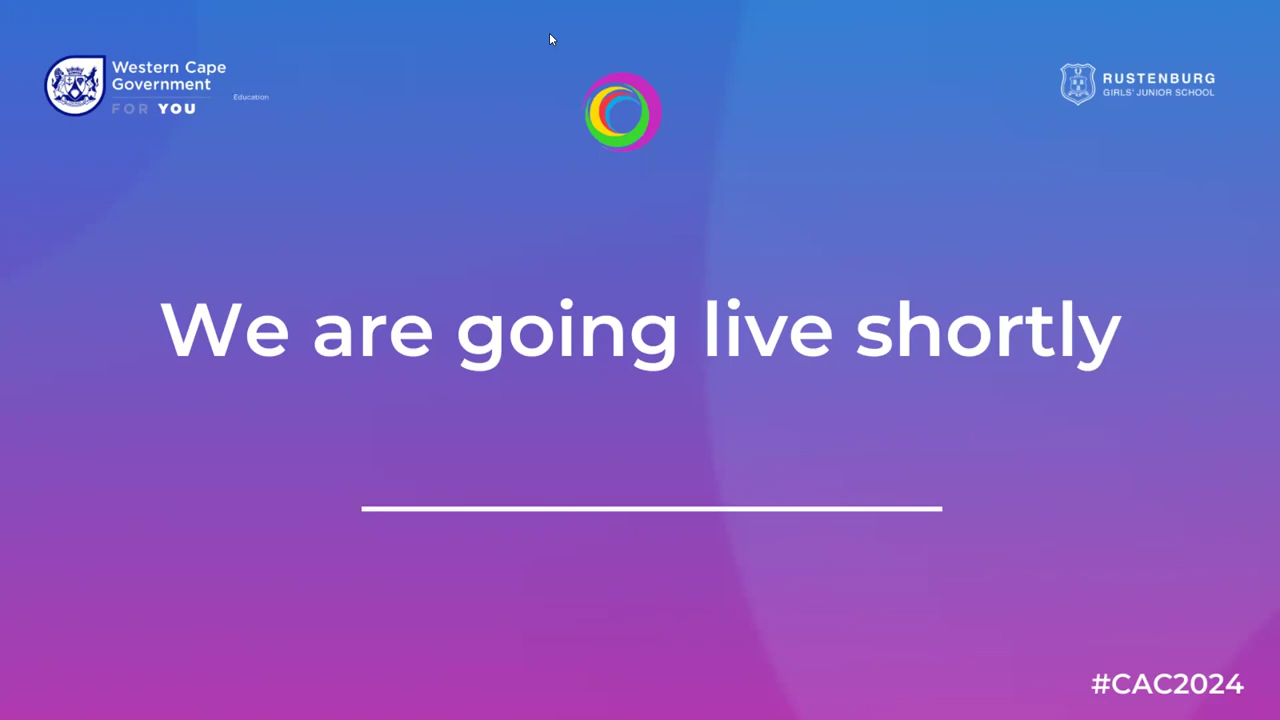 Western Cape
Government
FOR YOU
Education
RUSTENBURG
GIRLS' JUNIOR SCHOOL
We are going live shortly
#CAC2024